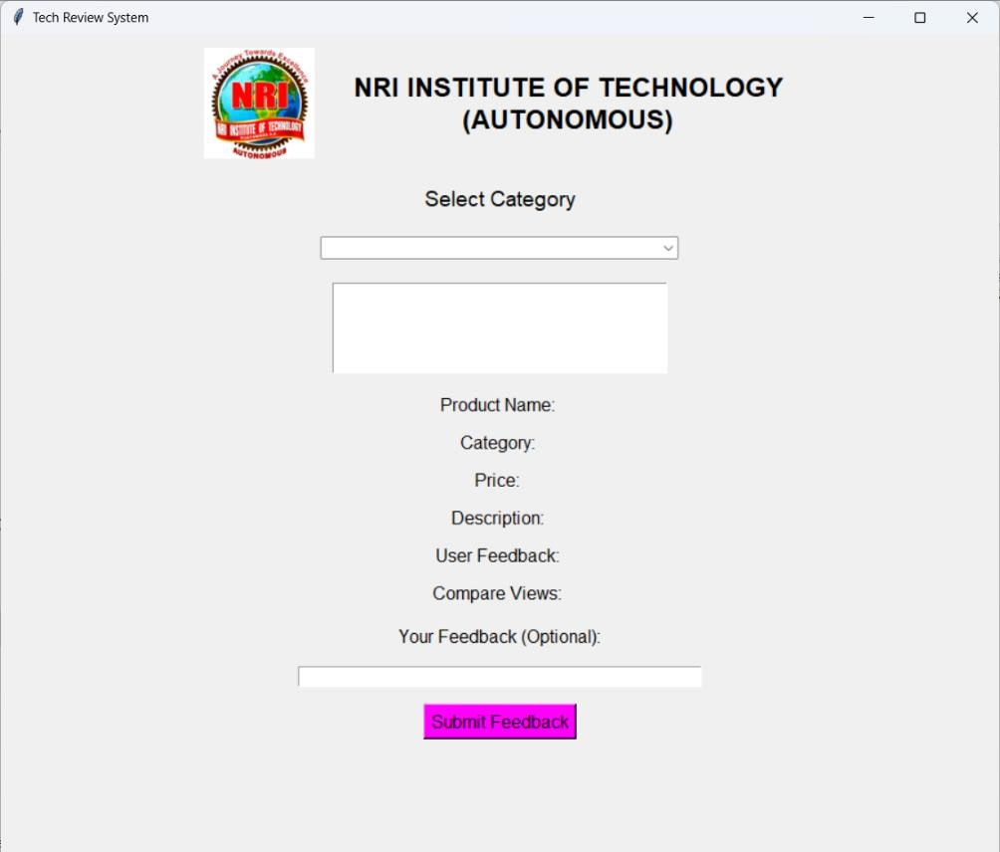 Tech Review System
A Journey Towards Excellence
NRI
NRI INSTITUTE OF TECHNOLOGY
AUTONOMOUS
NRI INSTITUTE OF TECHNOLOGY
(AUTONOMOUS)
Select Category
Product Name:
Category:
Price:
Description:
User Feedback:
Compare Views:
Your Feedback (Optional):
Submit Feedback